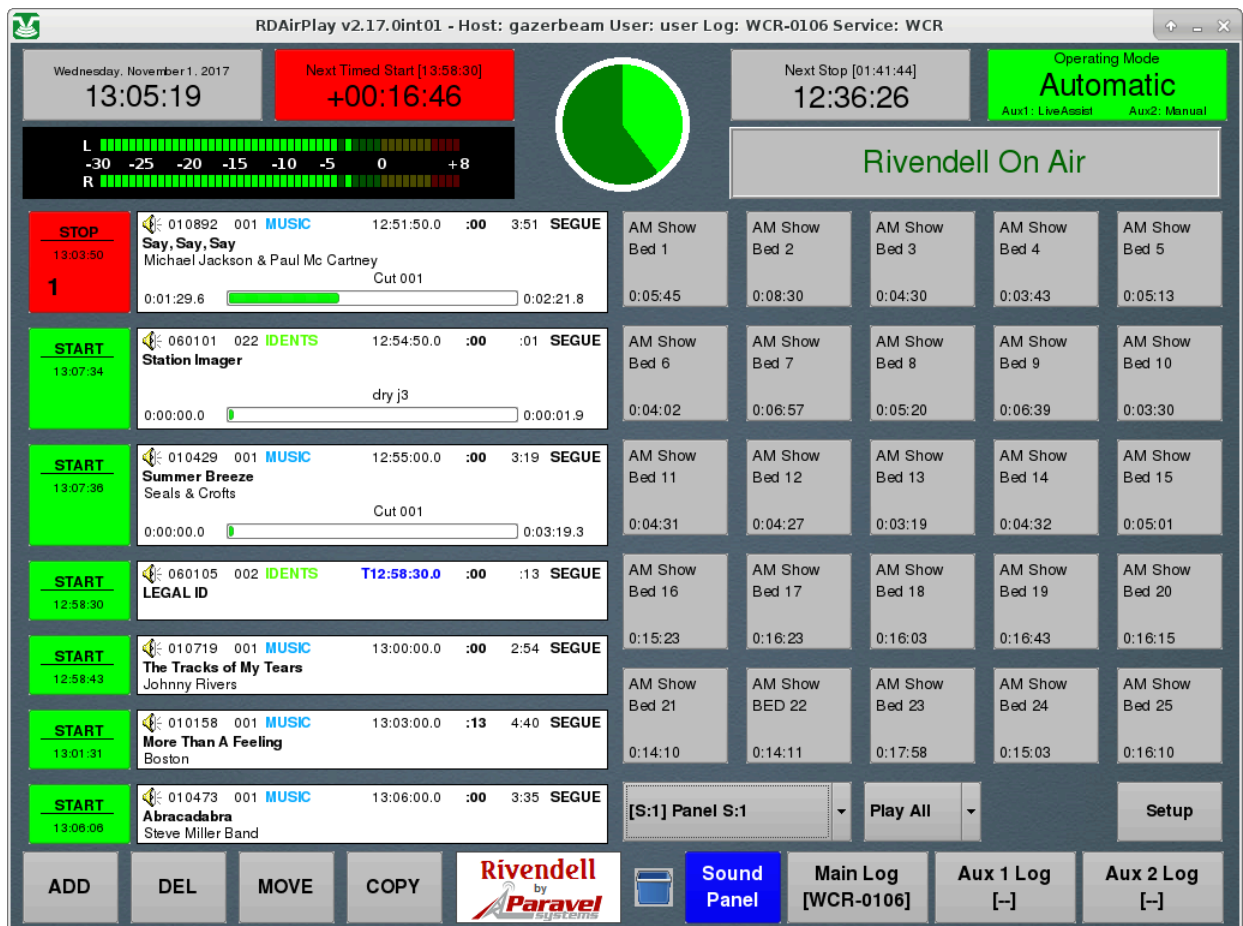 RDAirPlay v2.17.0int01 - Host: gazerbeam User: user Log: WCR-0106 Service: WCR
Wednesday, November 1, 2017
13:05:19
Next Timed Start [13:58:30]
+00:16:46
Next Stop [01:41:44]
12:36:26
Operating Mode
Automatic
Aux1: LiveAssist Aux2: Manual
L
-30 -25 -20 -15 -10 -5 0 +8
R
Rivendell On Air
STOP
13:03:50
1
010892 001 MUSIC 12:51:50.0 :00 3:51 SEGUE
Say, Say, Say
Michael Jackson & Paul Mc Cartney
Cut 001
0:01:29.6 0:02:21.8
START
13:07:34
060101 022 IDENTS 12:54:50.0 :00 :01 SEGUE
Station Imager
dry j3
0:00:00.0 0:00:01.9
START
13:07:36
010429 001 MUSIC 12:55:00.0 :00 3:19 SEGUE
Summer Breeze
Seals & Crofts
Cut 001
0:00:00.0 0:03:19.3
START
12:58:30
060105 002 IDENTS T12:58:30.0 :00 :13 SEGUE
LEGAL ID
START
12:58:43
010719 001 MUSIC 13:00:00.0 :00 2:54 SEGUE
The Tracks of My Tears
Johnny Rivers
START
13:01:31
010158 001 MUSIC 13:03:00.0 :13 4:40 SEGUE
More Than A Feeling
Boston
START
13:06:06
010473 001 MUSIC 13:06:00.0 :00 3:35 SEGUE
Abracadabra
Steve Miller Band
AM Show AM Show AM Show AM Show AM Show
Bed 1 Bed 2 Bed 3 Bed 4 Bed 5
0:05:45 0:08:30 0:04:30 0:03:43 0:05:13
AM Show AM Show AM Show AM Show AM Show
Bed 6 Bed 7 Bed 8 Bed 9 Bed 10
0:04:02 0:06:57 0:05:20 0:06:39 0:03:30
AM Show AM Show AM Show AM Show AM Show
Bed 11 Bed 12 Bed 13 Bed 14 Bed 15
0:04:31 0:04:27 0:03:19 0:04:32 0:05:01
AM Show AM Show AM Show AM Show AM Show
Bed 16 Bed 17 Bed 18 Bed 19 Bed 20
0:15:23 0:16:23 0:16:03 0:16:43 0:16:15
AM Show AM Show AM Show AM Show AM Show
Bed 21 BED 22 Bed 23 Bed 24 Bed 25
0:14:10 0:14:11 0:17:58 0:15:03 0:16:10
[S:1] Panel S:1 Play All Setup
ADD DEL MOVE COPY
Rivendell
by
Paravel
systems
Sound
Panel
Main Log
[WCR-0106]
Aux 1 Log
[--]
Aux 2 Log
[--]